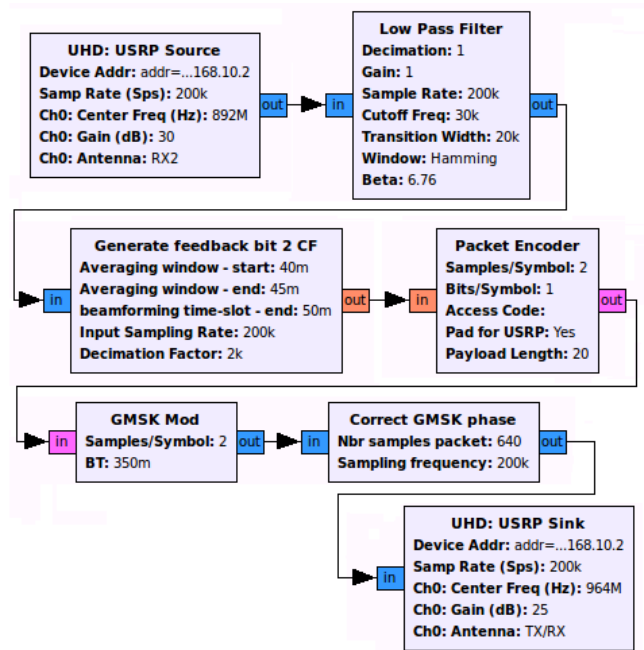 UHD: USRP Source
Device Addr: addr=...168.10.2
Samp Rate (Sps): 200k
Ch0: Center Freq (Hz): 892M
Ch0: Gain (dB): 30
Ch0: Antenna: RX2
out
Low Pass Filter
Decimation: 1
Gain: 1
Sample Rate: 200k
Cutoff Freq: 30k
Transition Width: 20k
Window: Hamming
Beta: 6.76
in
out
Generate feedback bit 2 CF
Averaging window - start: 40m
Averaging window - end: 45m
beamforming time-slot - end: 50m
Input Sampling Rate: 200k
Decimation Factor: 2k
in
out
Packet Encoder
Samples/Symbol: 2
Bits/Symbol: 1
Access Code:
Pad for USRP: Yes
Payload Length: 20
in
out
GMSK Mod
Samples/Symbol: 2
BT: 350m
in
out
Correct GMSK phase
Nbr samples packet: 640
Sampling frequency: 200k
in
out
UHD: USRP Sink
Device Addr: addr=...168.10.2
Samp Rate (Sps): 200k
Ch0: Center Freq (Hz): 964M
Ch0: Gain (dB): 25
Ch0: Antenna: TX/RX
in